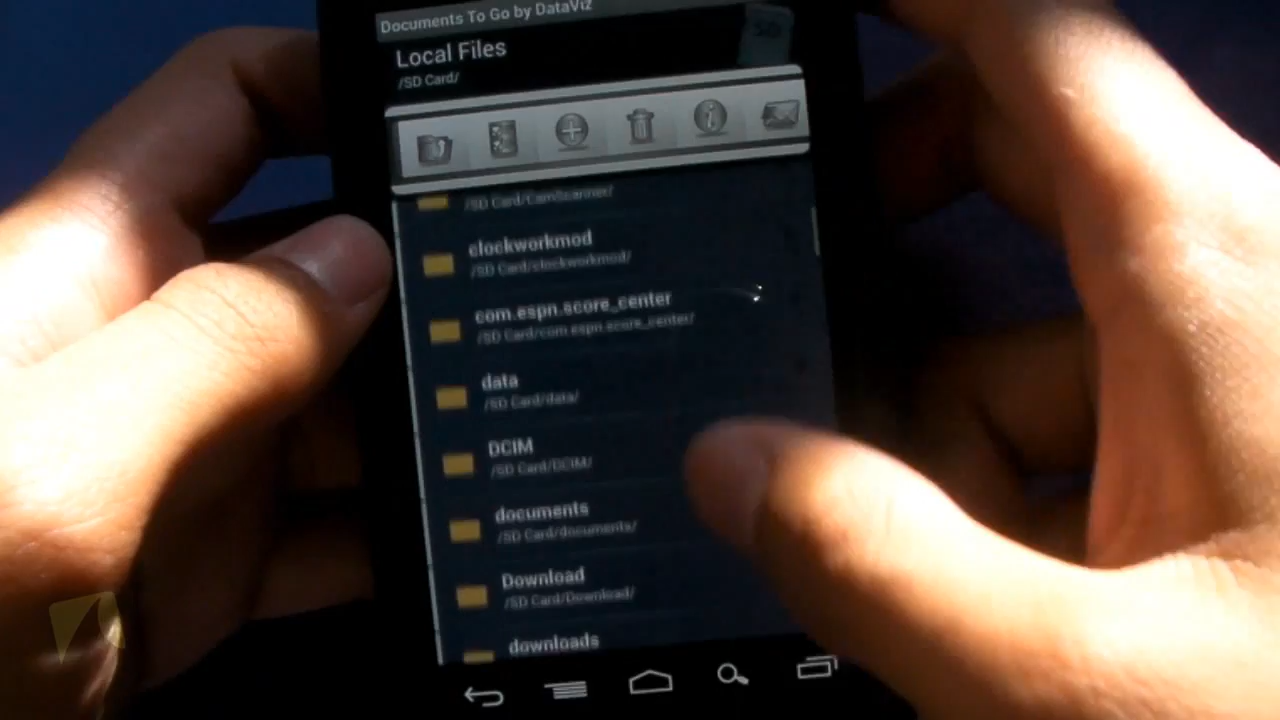 Documents To Go by DataViz
Local Files
/SD Card/
/SD Card/CamScanner/
clockworkmod
/SD Card/clockworkmod/
com.espn.score_center
/SD Card/com.espn.score_center/
data
/SD Card/data/
DCIM
/SD Card/DCIM/
documents
/SD Card/documents/
Download
/SD Card/Download/
downloads